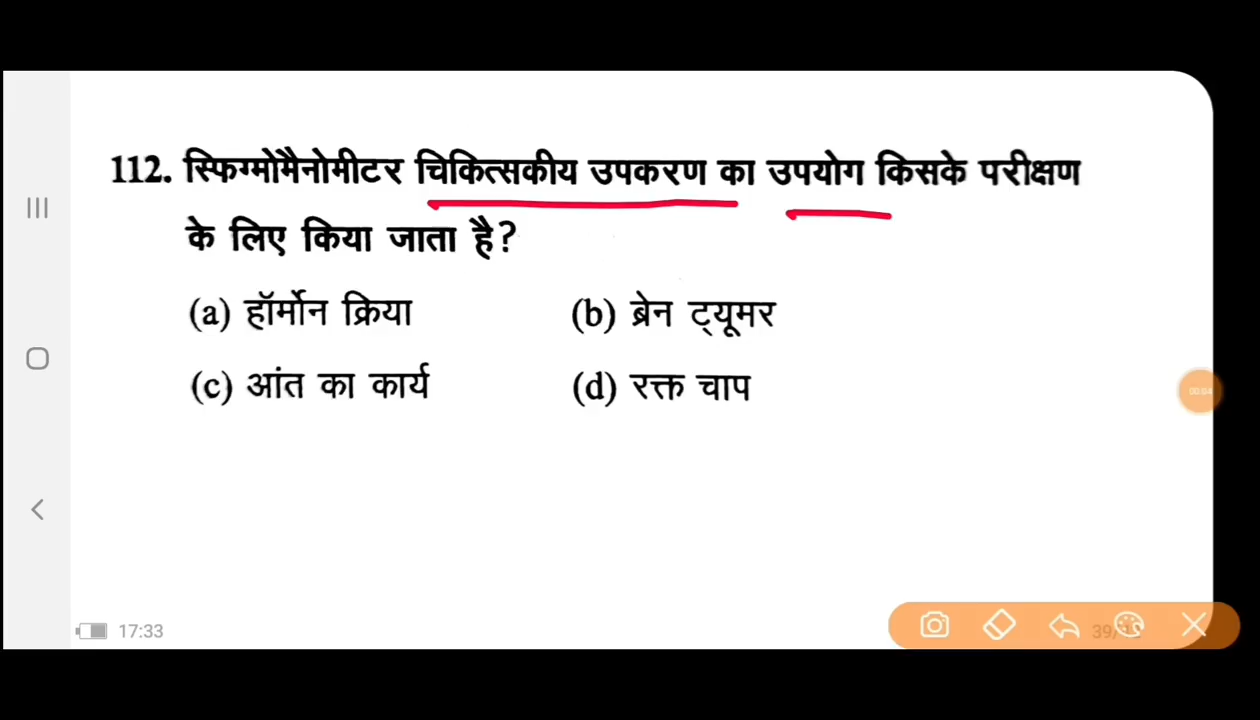 112. स्फिग्मोमैनोमीटर चिकित्सकीय उपकरण का उपयोग किसके परीक्षण
के लिए किया जाता है?
(a) हॉर्मोन क्रिया (b) ब्रेन ट्यूमर
(c) आंत का कार्य (d) रक्त चाप
17:33